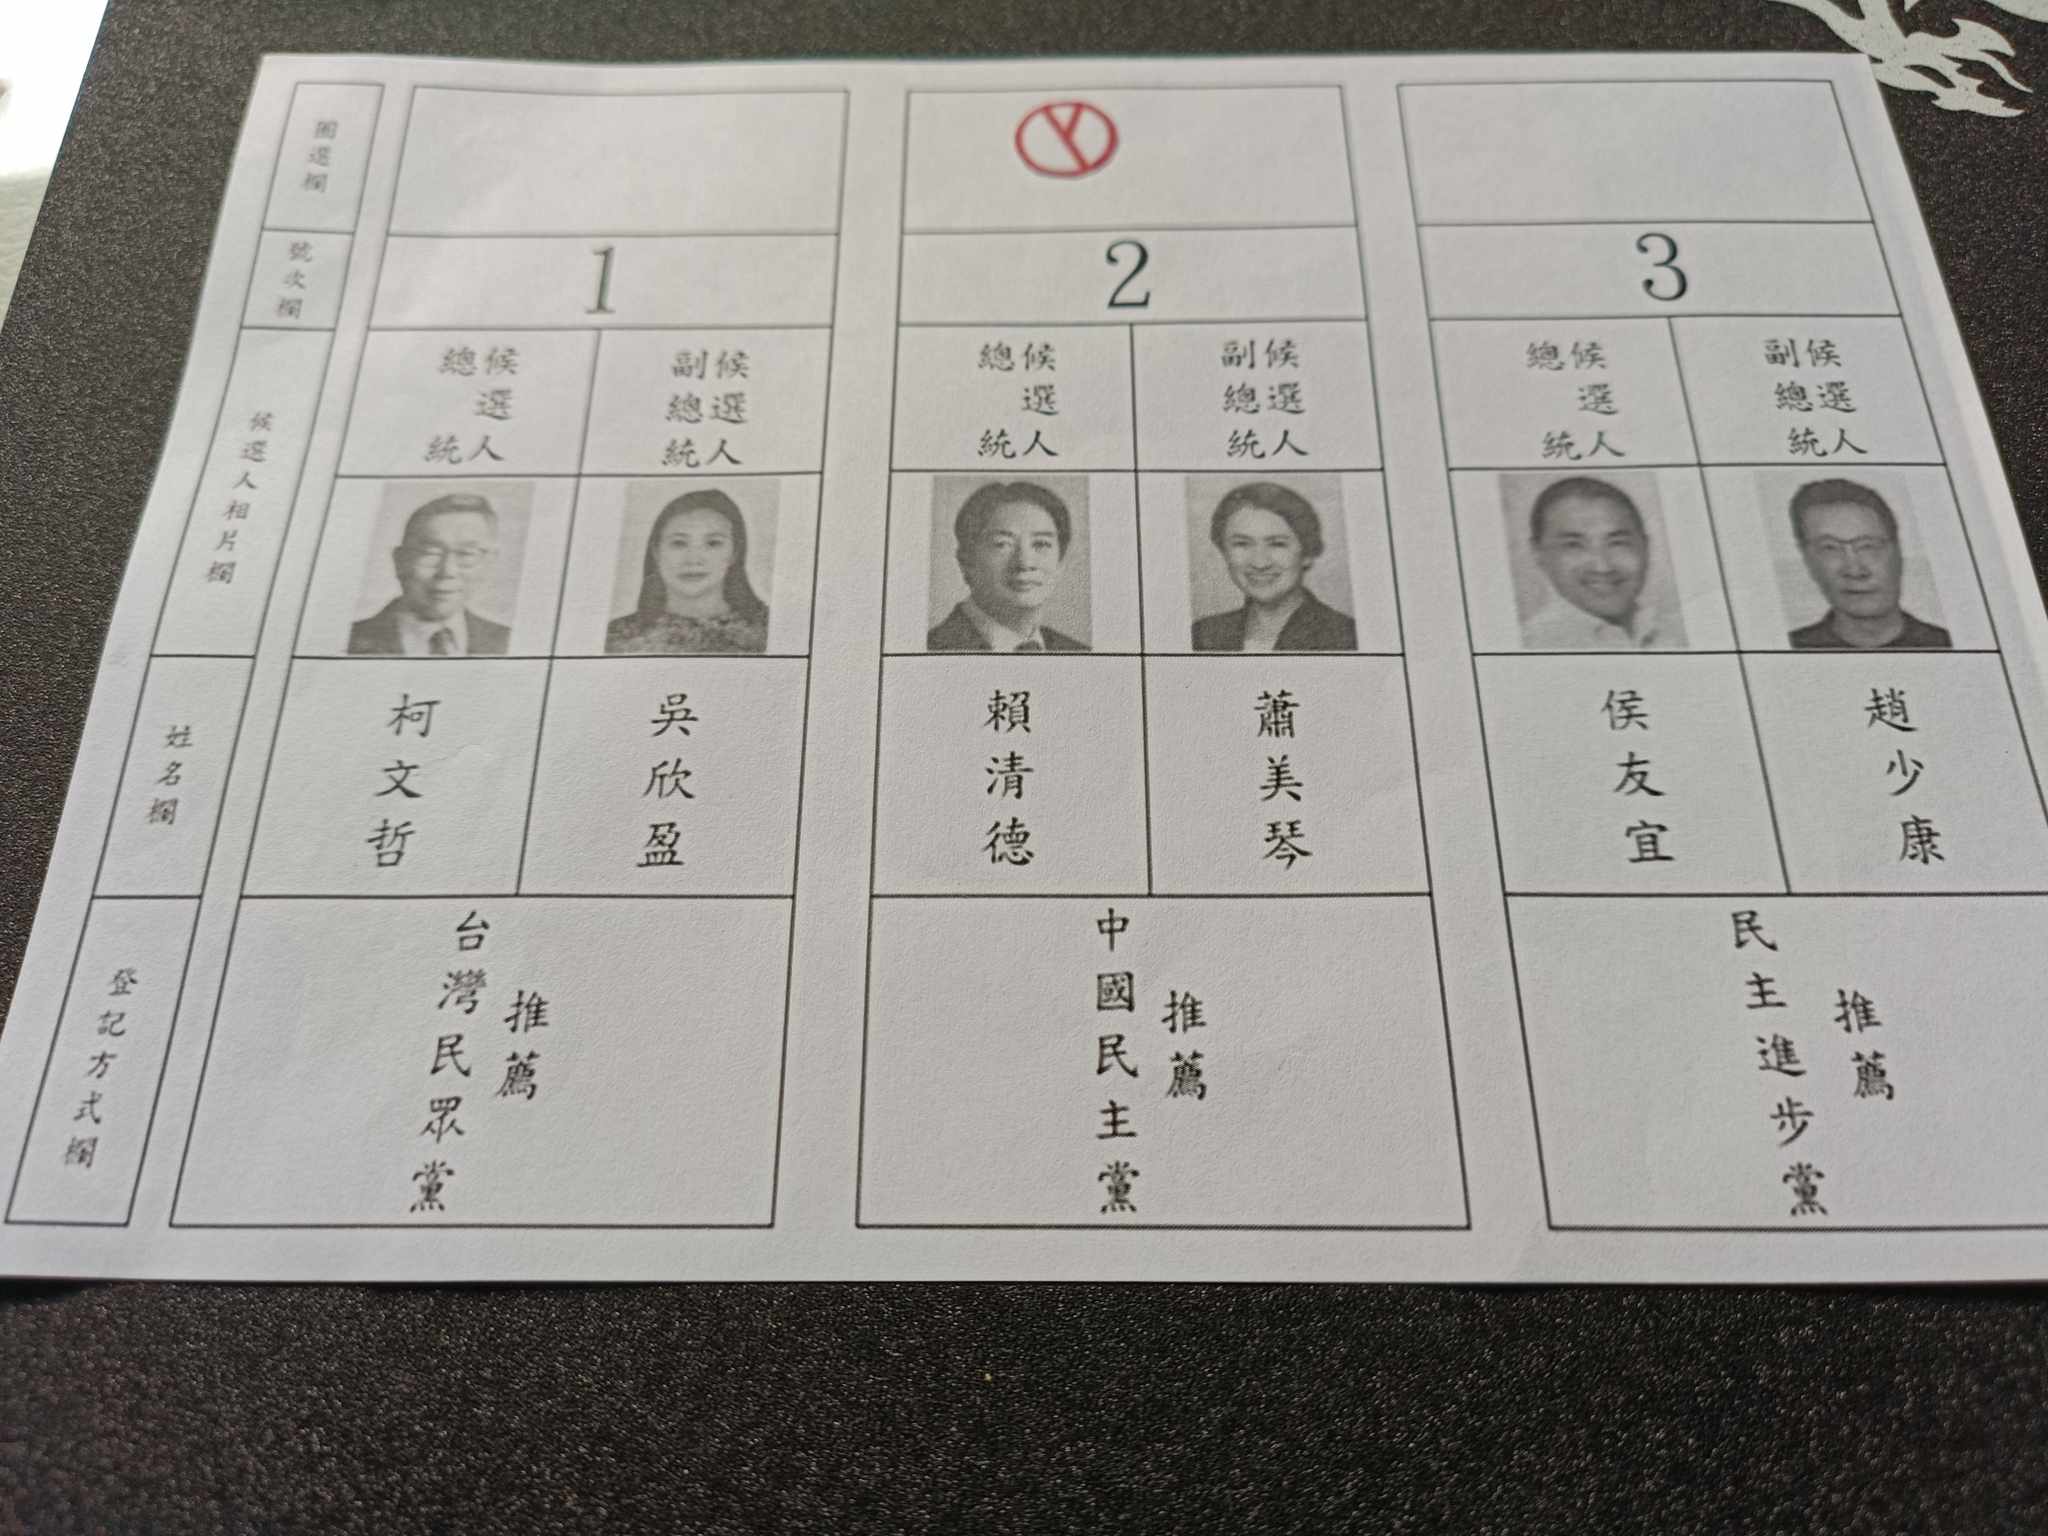 圈選欄
號次欄
候選人相片欄
姓名欄
登記方式欄
1
總統
候選人
副總統
候選人
柯文哲
吳欣盈
台灣民眾黨
推薦
2
總統
候選人
副總統
候選人
賴清德
蕭美琴
中國民主黨
推薦
3
總統
候選人
副總統
候選人
侯友宜
趙少康
民主進步黨
推薦